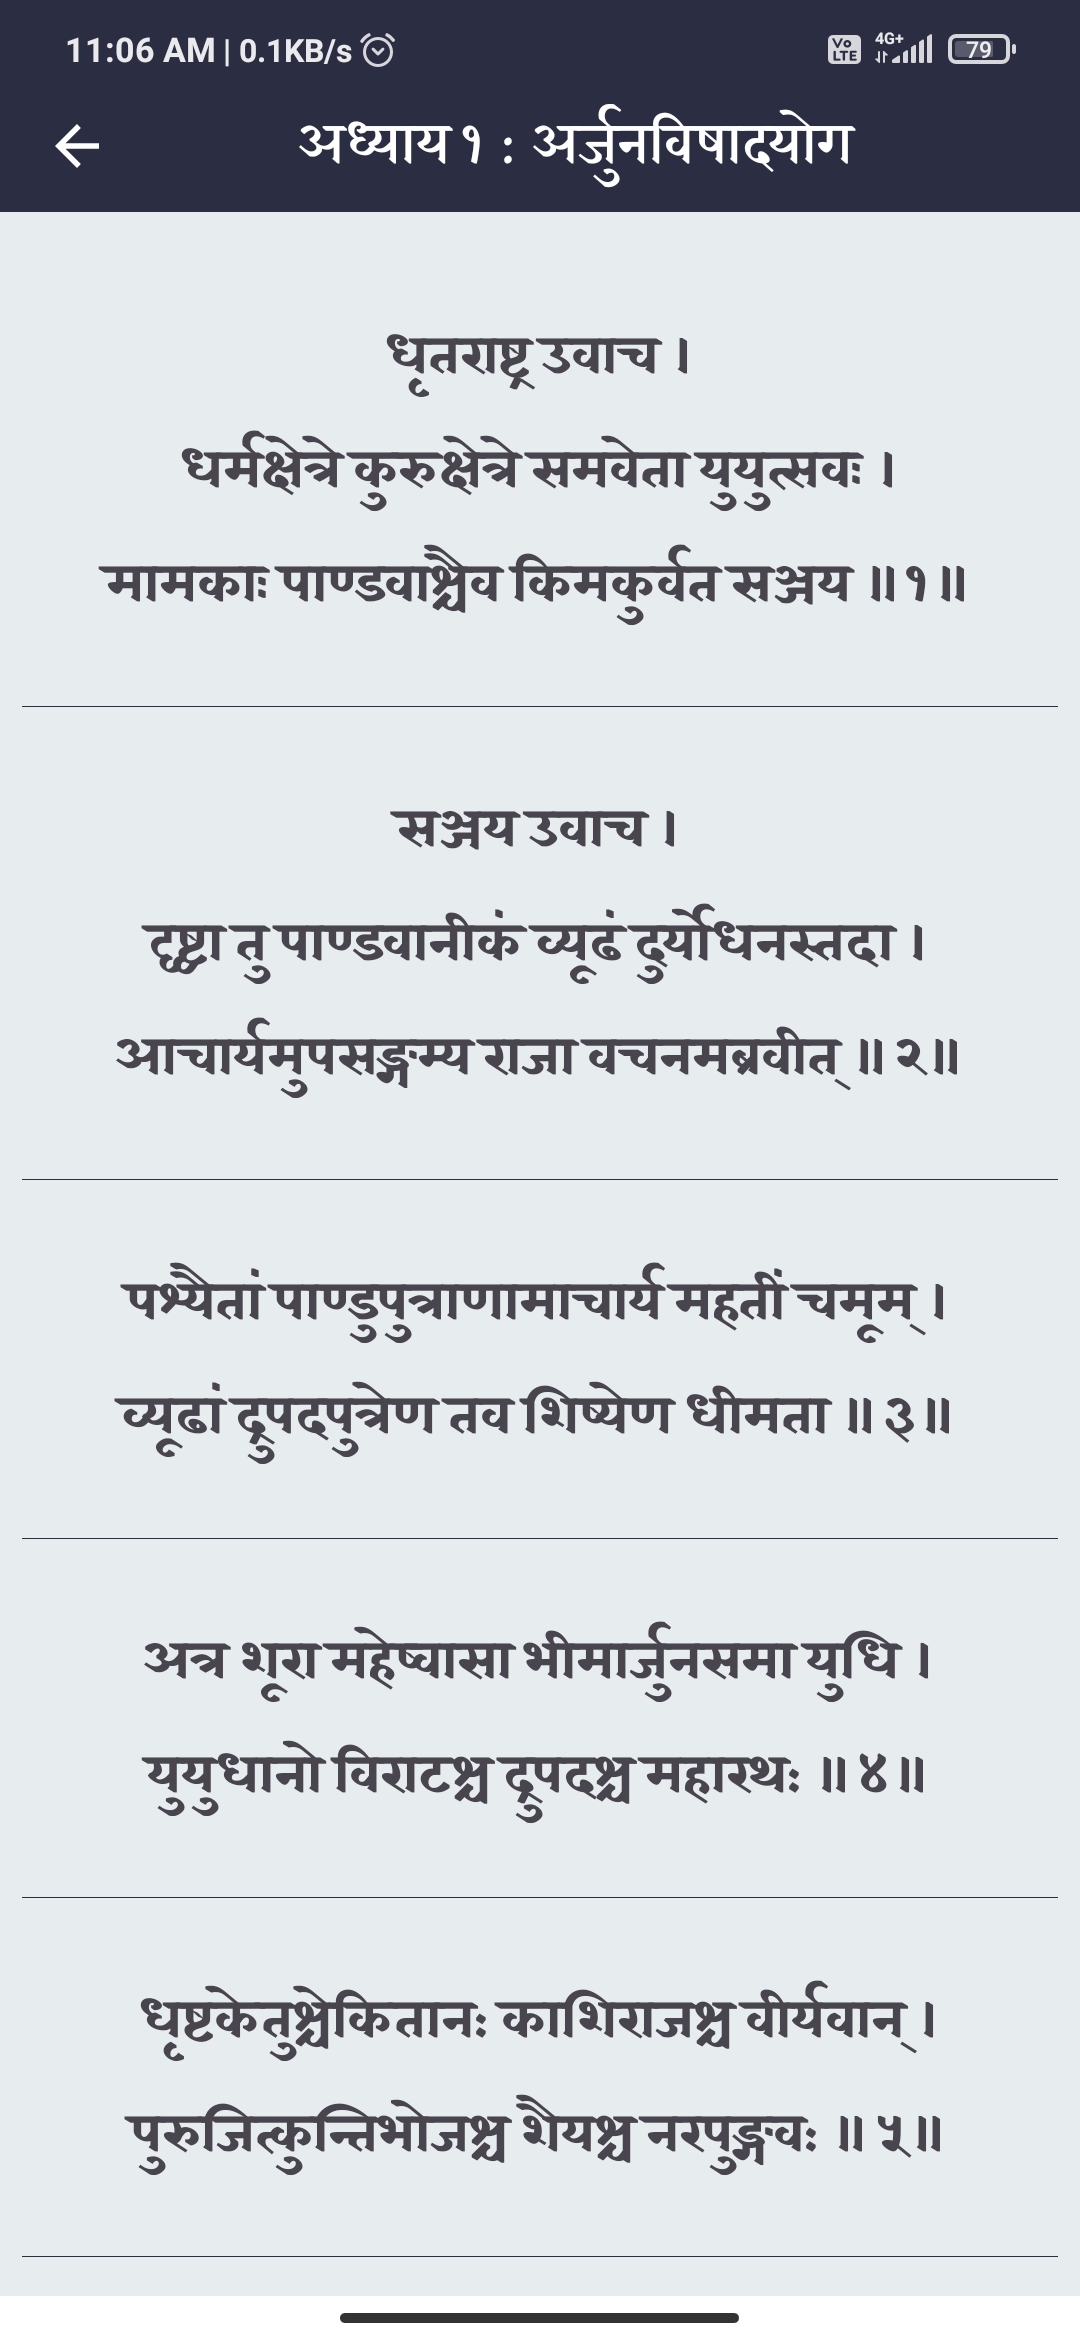 11:06 AM | 0.1KB/s
Vo LTE 4G+ 79
अध्याय १ : अर्जुनविषादयोग
धृतराष्ट्र उवाच ।
धर्मक्षेत्रे कुरुक्षेत्रे समवेता युयुत्सवः ।
मामकाः पाण्डवाश्चैव किमकुर्वत सञ्जय ॥ १॥
सञ्जय उवाच ।
दृष्ट्वा तु पाण्डवानीकं व्यूढं दुर्योधनस्तदा ।
आचार्यमुपसङ्गम्य राजा वचनमब्रवीत् ॥ २॥
पश्यैतां पाण्डुपुत्राणामाचार्य महतीं चमूम् ।
व्यूढां द्रुपदपुत्रेण तव शिष्येण धीमता ॥ ३॥
अत्र शूरा महेष्वासा भीमार्जुनसमा युधि ।
युयुधानो विराटश्च द्रुपदश्च महारथः ॥ ४॥
धृष्टकेतुश्चेकितानः काशिराजश्च वीर्यवान् ।
पुरुजित्कुन्तिभोजश्च शैयश्च नरपुङ्गवः ॥ ५॥